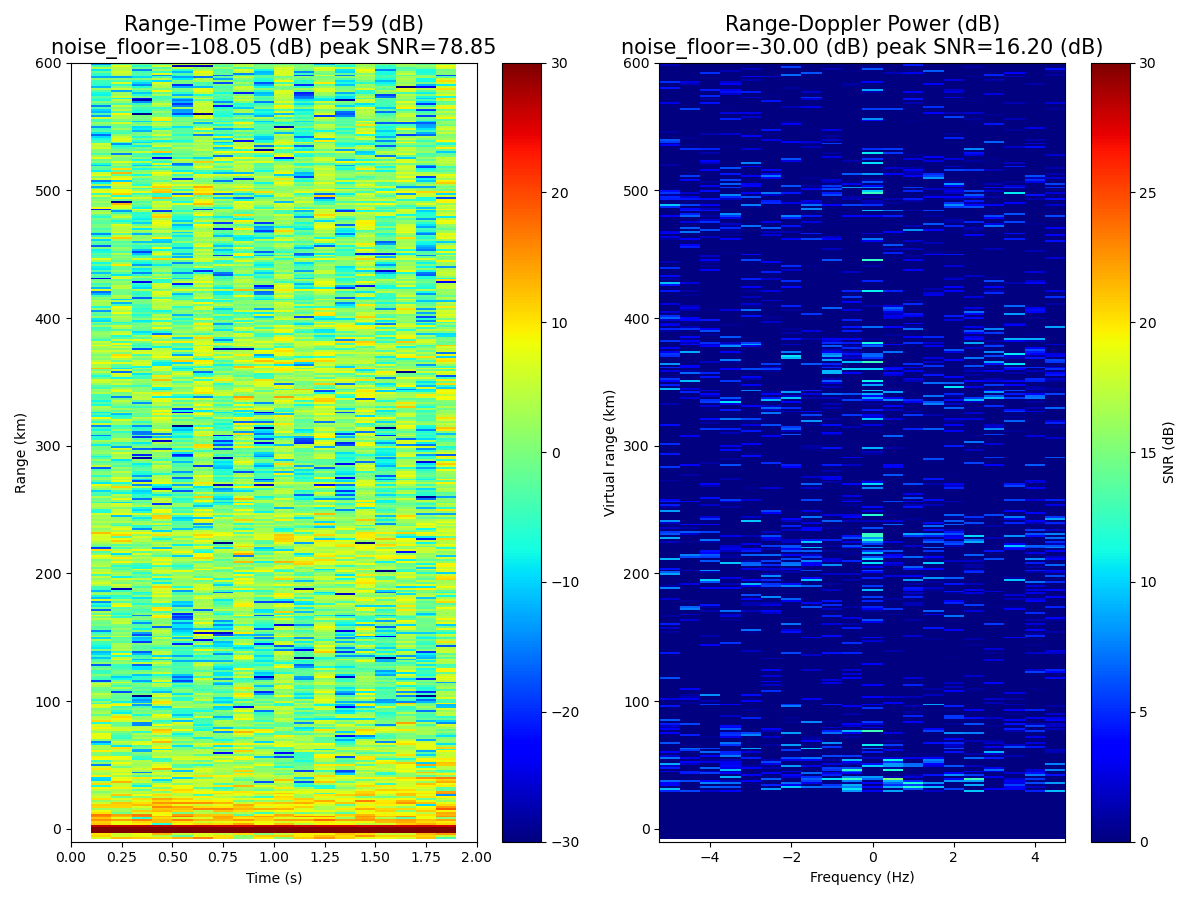 Range-Time Power f=59 (dB)
noise_floor=-108.05 (dB) peak SNR=78.85
Range-Doppler Power (dB)
noise_floor=-30.00 (dB) peak SNR=16.20 (dB)
600
500
400
300
200
100
0
Range (km)
0.00 0.25 0.50 0.75 1.00 1.25 1.50 1.75 2.00
Time (s)
30
20
10
0
−10
−20
−30
600
500
400
300
200
100
0
Virtual range (km)
−4 −2 0 2 4
Frequency (Hz)
30
25
20
15
10
5
0
SNR (dB)